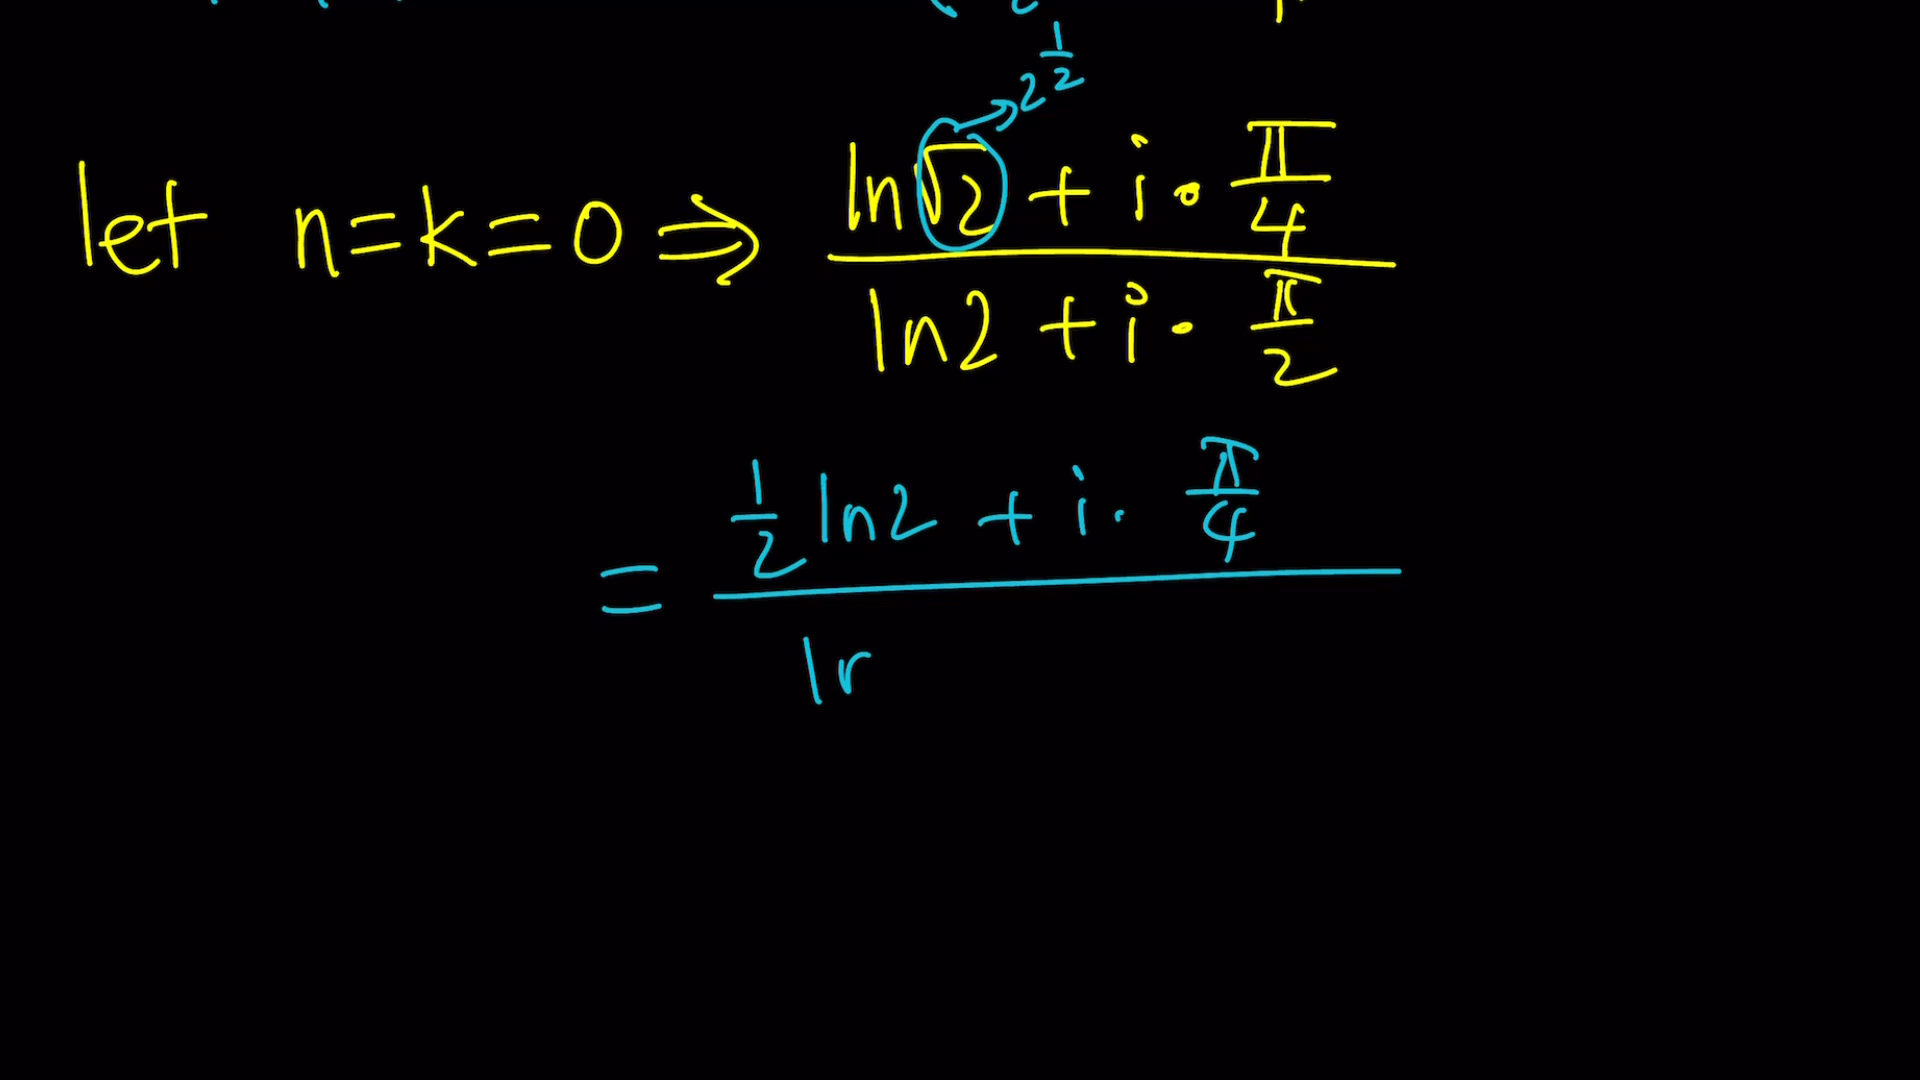 2^(1/2)
let n=k=0 ⇒ (ln√2 + i·π/4)/(ln2 + i·π/2)
= (1/2 ln2 + i·π/4)/(lr